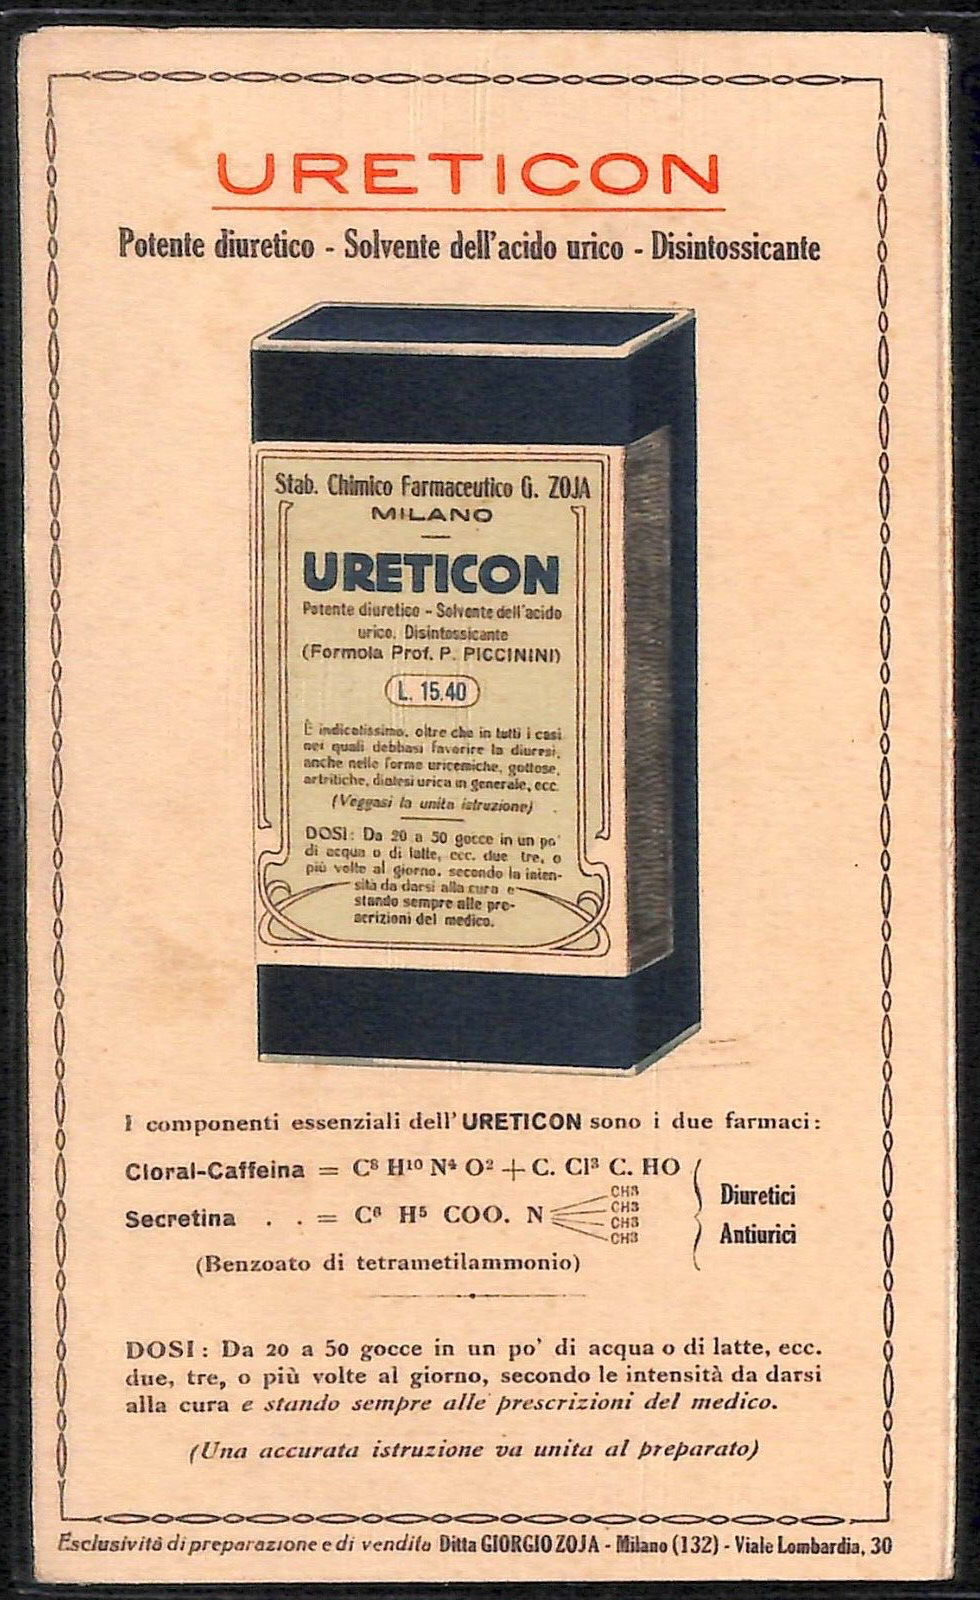 URETICON
Potente diuretico - Solvente dell'acido urico - Disintossicante
Stab. Chimico Farmaceutico G. ZOJA
MILANO
URETICON
Potente diuretico - Solvente dell'acido
urico. Disintossicante
(Formola Prof. P. PICCININI)
L. 15.40
È indicatissimo, oltre che in tutti i casi
nei quali debbasi favorire la diuresi,
anche nelle forme uricemiche, gottose,
artritiche, diatesi urica in generale, ecc.
(Veggasi la unita istruzione)
DOSI: Da 20 a 50 gocce in un po'
di acqua o di latte, ecc. due tre, o
più volte al giorno, secondo la inten-
sità da darsi alla cura e
stando sempre alle pre-
scrizioni del medico.
I componenti essenziali dell'URETICON sono i due farmaci:
Cloral-Caffeina = C⁸ H¹⁰ N⁴ O² + C. Cl³ C. HO
Diuretici
Secretina . . = C⁶ H⁵ COO. N
CH3
CH3
CH3
CH3
Antiurici
(Benzoato di tetrametilammonio)
DOSI: Da 20 a 50 gocce in un po' di acqua o di latte, ecc.
due, tre, o più volte al giorno, secondo le intensità da darsi
alla cura e stando sempre alle prescrizioni del medico.
(Una accurata istruzione va unita al preparato)
Esclusività di preparazione e di vendita Ditta GIORGIO ZOJA - Milano (132) - Viale Lombardia, 30